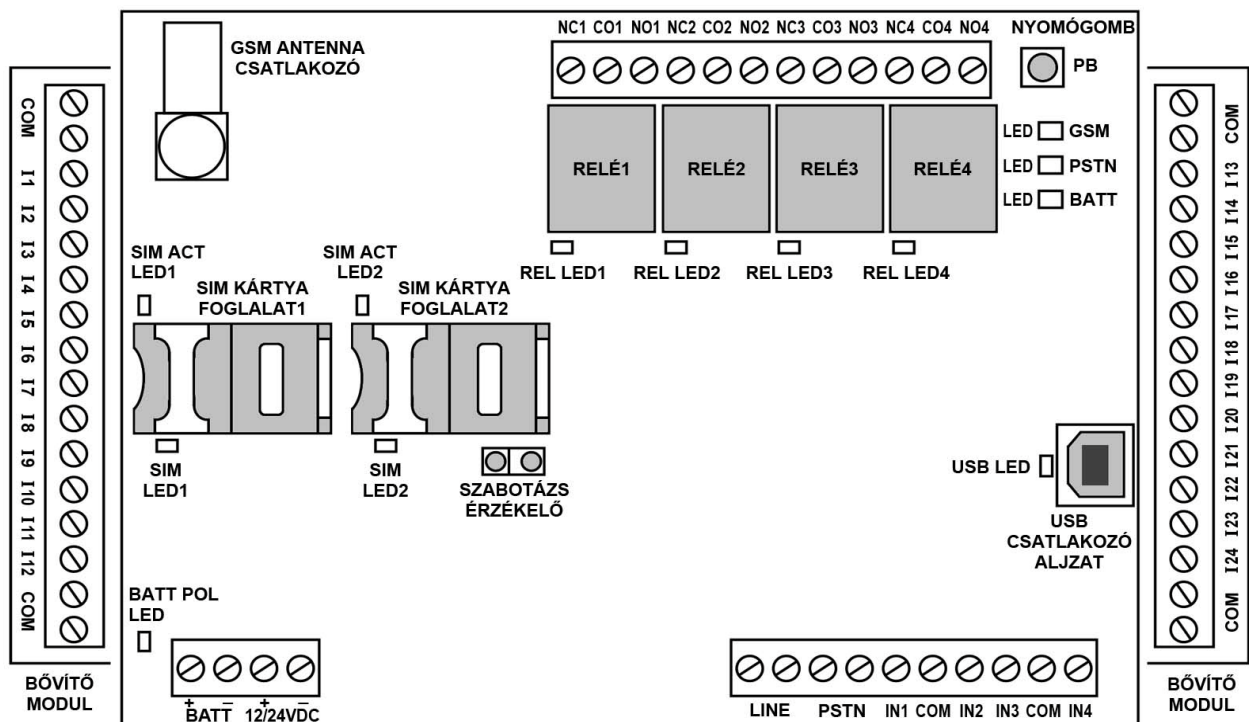 GSM ANTENNA
CSATLAKOZÓ
NC1 CO1 NO1 NC2 CO2 NO2 NC3 CO3 NO3 NC4 CO4 NO4
NYOMÓGOMB
PB
LED GSM
LED PSTN
LED BATT
RELÉ1
RELÉ2
RELÉ3
RELÉ4
REL LED1
REL LED2
REL LED3
REL LED4
COM
I1
I2
I3
I4
I5
I6
I7
I8
I9
I10
I11
I12
COM
BŐVÍTŐ
MODUL
SIM ACT
LED1
SIM KÁRTYA
FOGLALAT1
SIM ACT
LED2
SIM KÁRTYA
FOGLALAT2
SIM
LED1
SIM
LED2
SZABOTÁZS
ÉRZÉKELŐ
USB LED
USB
CSATLAKOZÓ
ALJZAT
BATT POL
LED
+ − + −
BATT 12/24VDC
LINE PSTN IN1 COM IN2 IN3 COM IN4
COM
I13
I14
I15
I16
I17
I18
I19
I20
I21
I22
I23
I24
COM
BŐVÍTŐ
MODUL